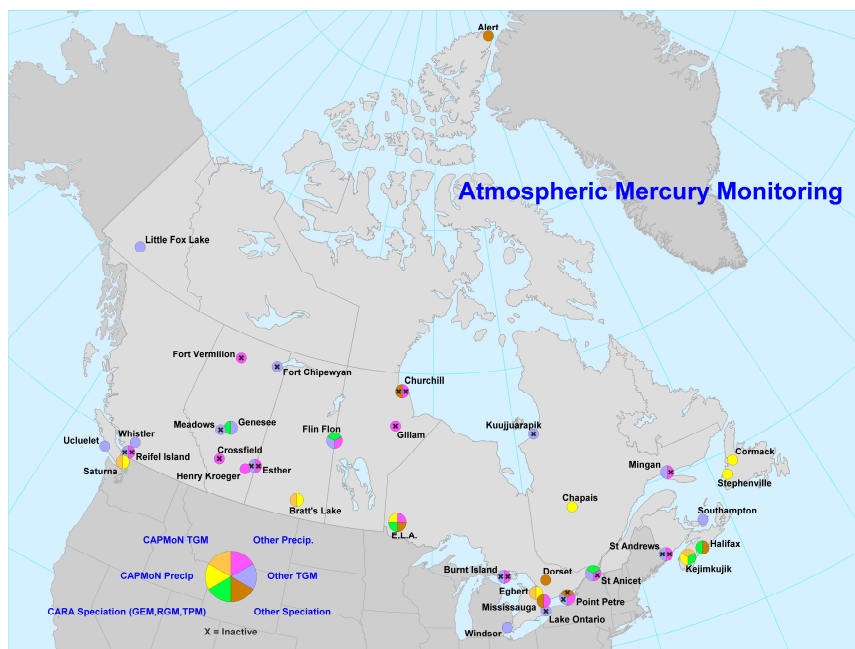 Alert
Atmospheric Mercury Monitoring
Little Fox Lake
Fort Vermilion
Fort Chipewyan
Churchill
Meadows
Genesee
Flin Flon
Gillam
Kuujjuarapik
Whistler
Ucluelet
Reifel Island
Crossfield
Cormack
Saturna
Henry Kroeger
Esther
Mingan
Stephenville
Bratt's Lake
Chapais
Southampton
E.L.A.
CAPMoN TGM
Other Precip.
St Andrews
Halifax
Kejimkujik
CAPMoN Precip
Other TGM
Burnt Island
Dorset
St Anicet
Egbert
Point Petre
Mississauga
CARA Speciation (GEM,RGM,TPM)
Other Speciation
Lake Ontario
X = Inactive
Windsor